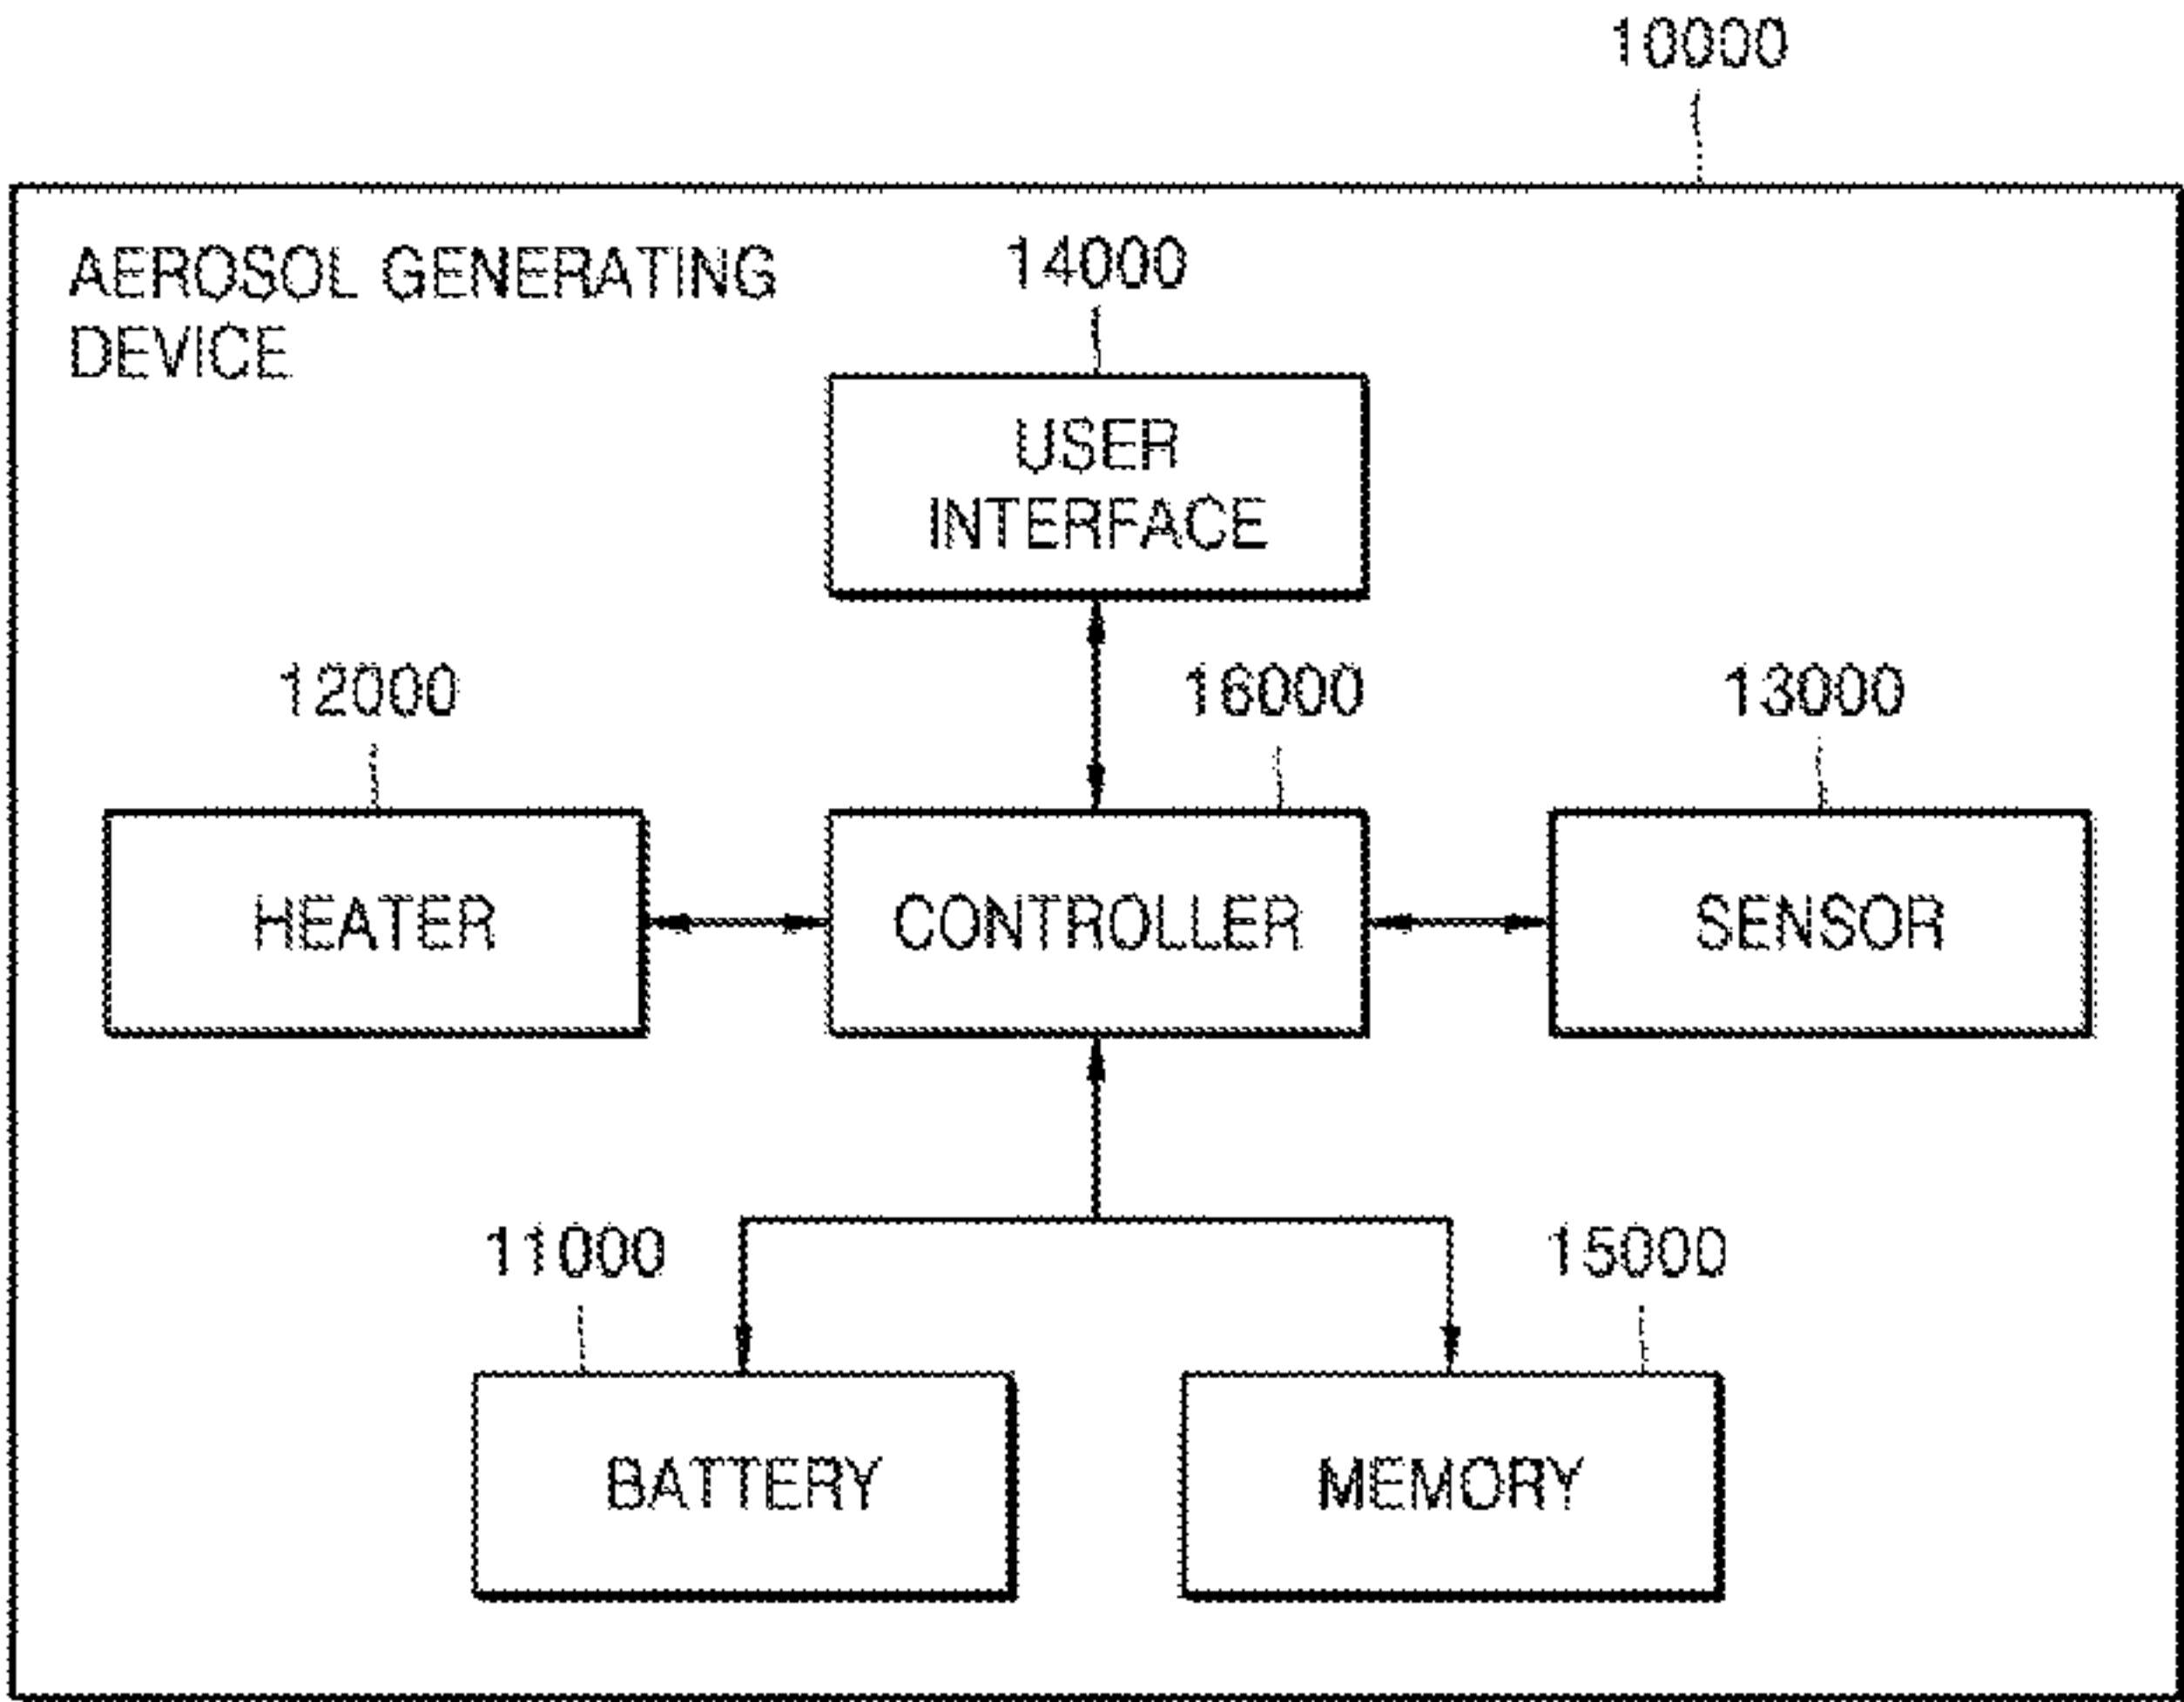 10000
AEROSOL GENERATING
DEVICE
14000
USER
INTERFACE
12000
16000
13000
HEATER
CONTROLLER
SENSOR
11000
15000
BATTERY
MEMORY